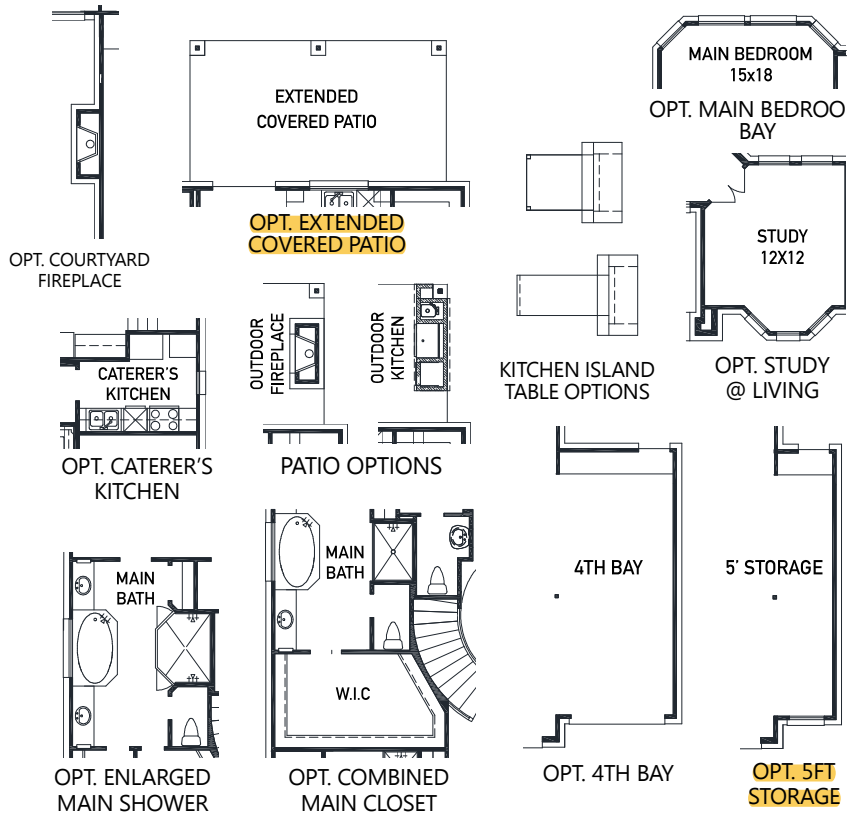 MAIN BEDROOM
15x18
OPT. MAIN BEDROO
BAY
EXTENDED
COVERED PATIO
OPT. EXTENDED
COVERED PATIO
OPT. COURTYARD
FIREPLACE
STUDY
12X12
OPT. STUDY
@ LIVING
KITCHEN ISLAND
TABLE OPTIONS
CATERER'S
KITCHEN
OPT. CATERER'S
KITCHEN
OUTDOOR
FIREPLACE
OUTDOOR
KITCHEN
PATIO OPTIONS
MAIN
BATH
OPT. ENLARGED
MAIN SHOWER
MAIN
BATH
W.I.C
OPT. COMBINED
MAIN CLOSET
4TH BAY
OPT. 4TH BAY
5' STORAGE
OPT. 5FT
STORAGE